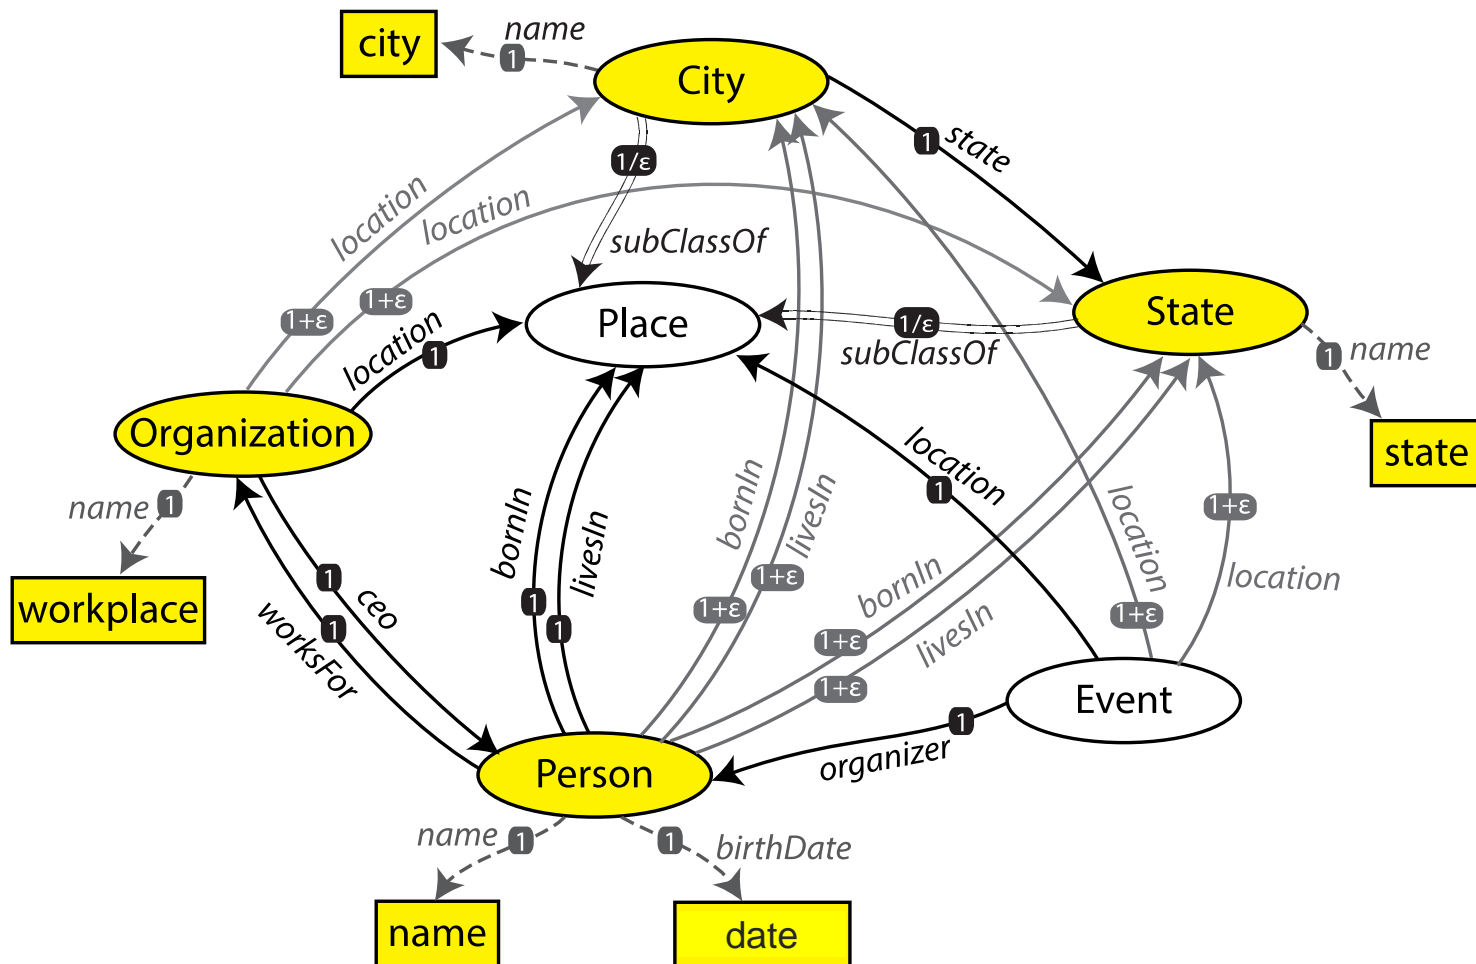 name
city
1
City
1
state
1/ε
location
location
subClassOf
1+ε
1+ε
Place
State
1/ε
subClassOf
location
1
1
name
Organization
location
state
1
name
1
bornIn
livesIn
bornIn
livesIn
location
1+ε
workplace
1
ceo
worksFor
1
1
1
1+ε
1+ε
bornIn
livesIn
1+ε
1+ε
1+ε
location
Event
1
organizer
Person
name
1
1
birthDate
name
date